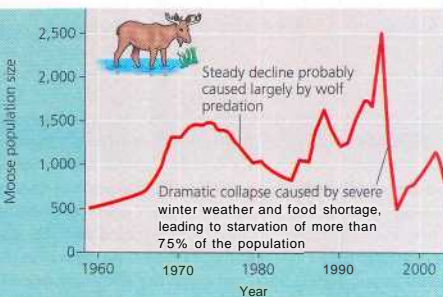 Moose population size
2,500
2,000
1,500
1,000
500
0
Steady decline probably
caused largely by wolf
predation
Dramatic collapse caused by severe
winter weather and food shortage,
leading to starvation of more than
75% of the population
1960 1970 1980 1990 2000
Year